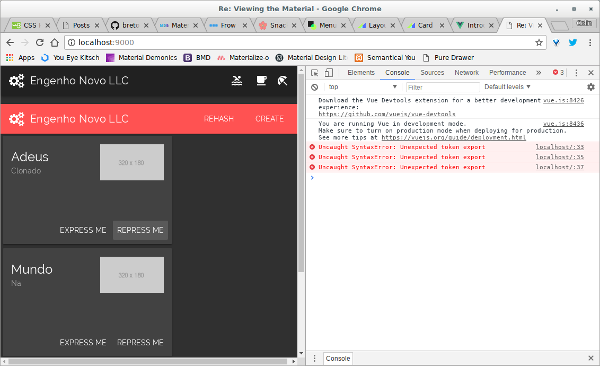 Re: Viewing the Material - Google Chrome
CSS
Posts
breto
Mate
Frow
Snac
Menu
Layou
Card
Introd
Re: V
Colin
localhost:9000
Apps
You Eye Kitsch
Material Demonics
BMD
Materialize-o
Material Design Li
Semantical You
Pure Drawer
Engenho Novo LLC
Engenho Novo LLC
REHASH
CREATE
Adeus
Clonado
320 x 180
EXPRESS ME
REPRESS ME
Mundo
Na
320 x 180
EXPRESS ME
REPRESS ME
Elements
Console
Sources
Network
Performance
3
top
Filter
Default levels
Download the Vue Devtools extension for a better development vue.js:8426
experience:
https://github.com/vuejs/vue-devtools
You are running Vue in development mode. vue.js:8436
Make sure to turn on production mode when deploying for production.
See more tips at https://vuejs.org/guide/deployment.html
Uncaught SyntaxError: Unexpected token export localhost/:33
Uncaught SyntaxError: Unexpected token export localhost/:35
Uncaught SyntaxError: Unexpected token export localhost/:37
Console